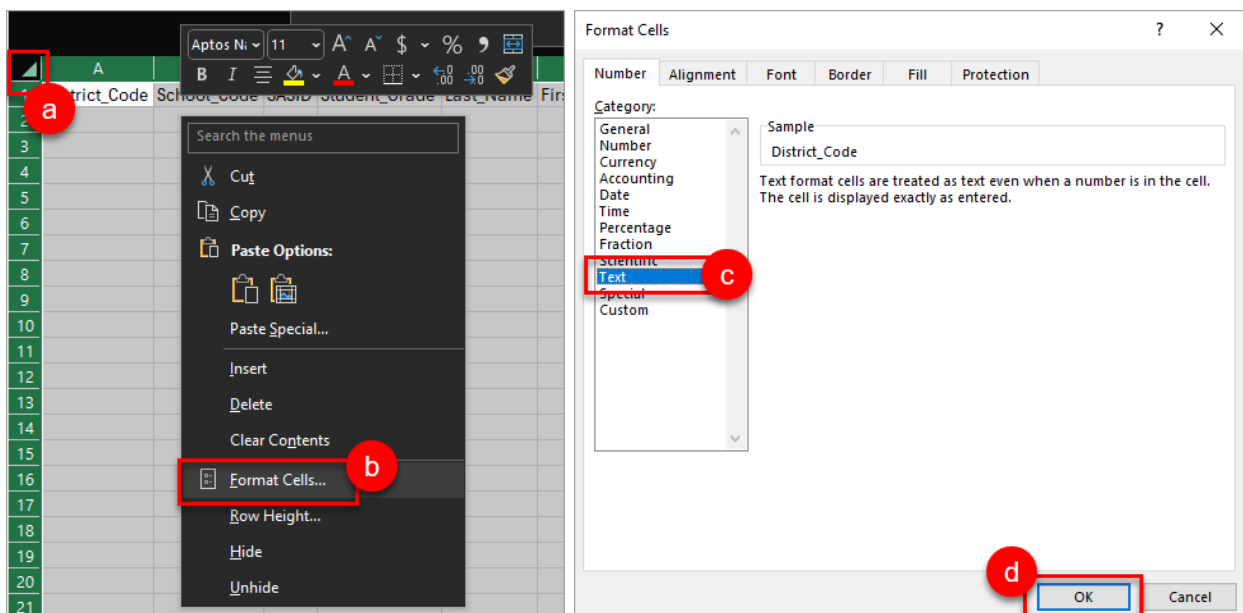 Aptos Na 11 A A $ %
B I A
A
a
District_Code School_Code SASID Student_Grade Last_Name Firs
1
2
3
4
5
6
7
8
9
10
11
12
13
14
15
16
17
18
19
20
21
Search the menus
Cut
Copy
Paste Options:
Paste Special...
Insert
Delete
Clear Contents
Format Cells...
b
Row Height...
Hide
Unhide
Format Cells
Number Alignment Font Border Fill Protection
Category:
General
Number
Currency
Accounting
Date
Time
Percentage
Fraction
Scientific
Text
c
Special
Custom
Sample
District_Code
Text format cells are treated as text even when a number is in the cell.
The cell is displayed exactly as entered.
d
OK Cancel